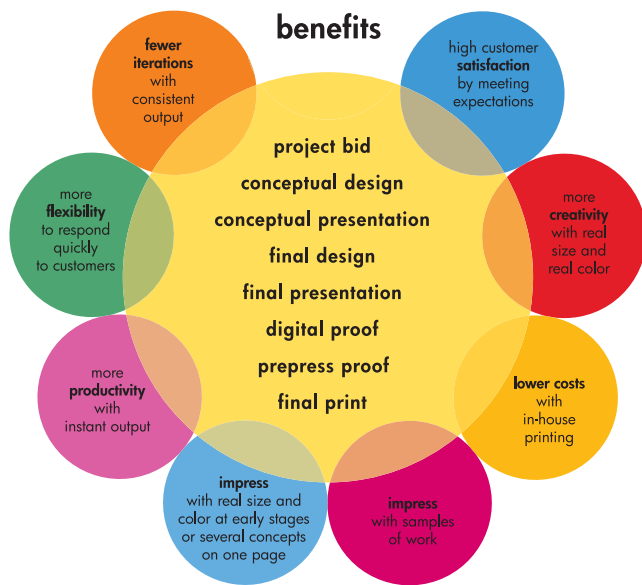 benefits
fewer
iterations
with
consistent
output
high customer
satisfaction
by meeting
expectations
more
flexibility
to respond
quickly
to customers
project bid
conceptual design
conceptual presentation
final design
final presentation
digital proof
prepress proof
final print
more
creativity
with real
size and
real color
more
productivity
with
instant output
lower costs
with
in-house
printing
impress
with real size and
color at early stages
or several concepts
on one page
impress
with samples
of work